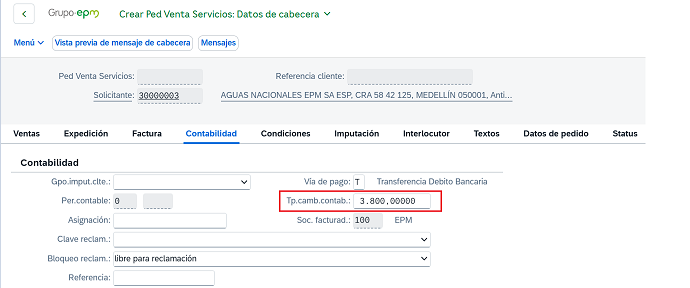 Grupo·epm Crear Ped Venta Servicios: Datos de cabecera
Menú Vista previa de mensaje de cabecera Mensajes
Ped Venta Servicios: Referencia cliente:
Solicitante: 30000003 AGUAS NACIONALES EPM SA ESP, CRA 58 42 125, MEDELLÍN 050001, Anti...
Ventas Expedición Factura Contabilidad Condiciones Imputación Interlocutor Textos Datos de pedido Status
Contabilidad
Gpo.imput.clte.: Vía de pago: T Transferencia Debito Bancaria
Per.contable: 0 Tp.camb.contab.: 3.800,00000
Asignación: Soc. facturad.: 100 EPM
Clave reclam.:
Bloqueo reclam.: libre para reclamación
Referencia: